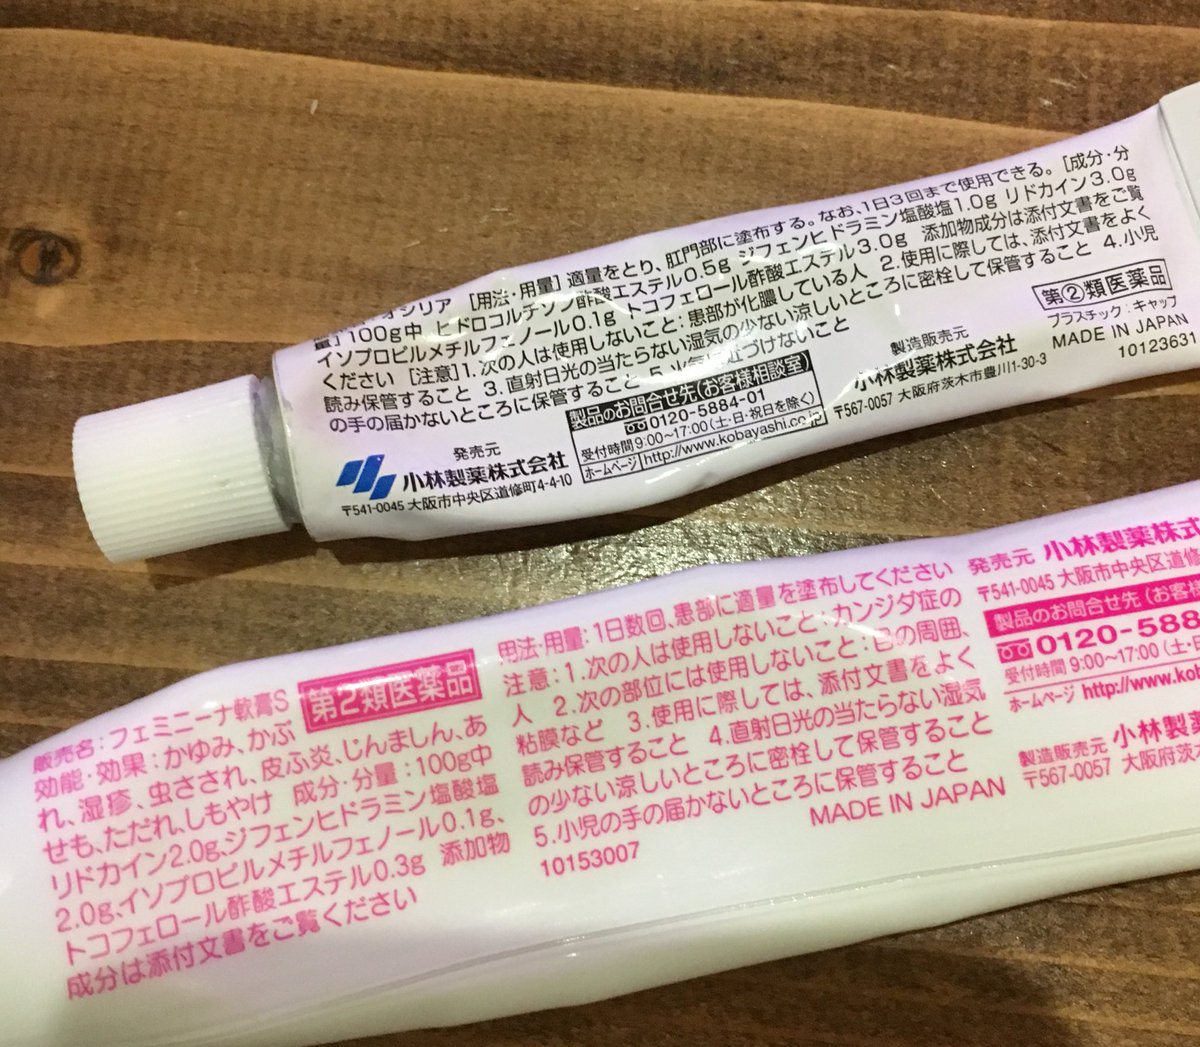 オシリア [用法・用量] 適量をとり、肛門部に塗布する。なお、1日3回まで使用できる。 [成分・分
量] 100g中 ヒドロコルチゾン酢酸エステル0.5g ジフェンヒドラミン塩酸塩1.0g リドカイン3.0g
イソプロピルメチルフェノール0.1g トコフェロール酢酸エステル3.0g 添加物成分は添付文書をご覧
ください [注意] 1.次の人は使用しないこと:患部が化膿している人 2.使用に際しては、添付文書をよく
読み保管すること 3.直射日光の当たらない湿気の少ない涼しいところに密栓して保管すること 4.小児
の手の届かないところに保管すること 5.火気に近づけないこと
第②類医薬品
プラスチック:キャップ
MADE IN JAPAN
10123631
発売元
小林製薬株式会社
〒541-0045 大阪市中央区道修町4-4-10
製品のお問合せ先(お客様相談室)
0120-5884-01
受付時間9:00~17:00(土・日・祝日を除く)
ホームページ http://www.kobayashi.co.jp
製造販売元
小林製薬株式会社
〒567-0057 大阪府茨木市豊川1-30-3
販売名:フェミニーナ軟膏S 第2類医薬品
効能・効果:かゆみ、かぶ
れ、湿疹、虫さされ、皮ふ炎、じんましん、あ
せも、ただれ、しもやけ 成分・分量:100g中
リドカイン2.0g、ジフェンヒドラミン塩酸塩
2.0g、イソプロピルメチルフェノール0.1g、
トコフェロール酢酸エステル0.3g 添加物
成分は添付文書をご覧ください
用法・用量:1日数回、患部に適量を塗布してください
注意:1.次の人は使用しないこと:カンジダ症の
人 2.次の部位には使用しないこと:目の周囲、
粘膜など 3.使用に際しては、添付文書をよく
読み保管すること 4.直射日光の当たらない湿気
の少ない涼しいところに密栓して保管すること
5.小児の手の届かないところに保管すること
10153007
MADE IN JAPAN
発売元 小林製薬株式
〒541-0045 大阪市中央区道修
製品のお問合せ先(お客様
0120-588
受付時間 9:00~17:00(土・日
ホームページ http://www.kob
製造販売元 小林製薬
〒567-0057 大阪府茨